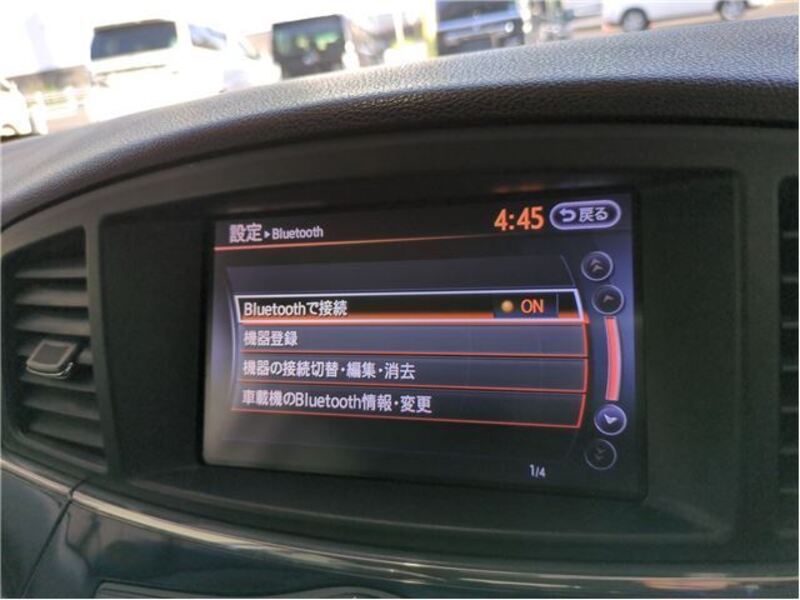 設定▶Bluetooth
4:45
戻る
Bluetoothで接続
ON
機器登録
機器の接続切替・編集・消去
車載機のBluetooth情報・変更
1/4